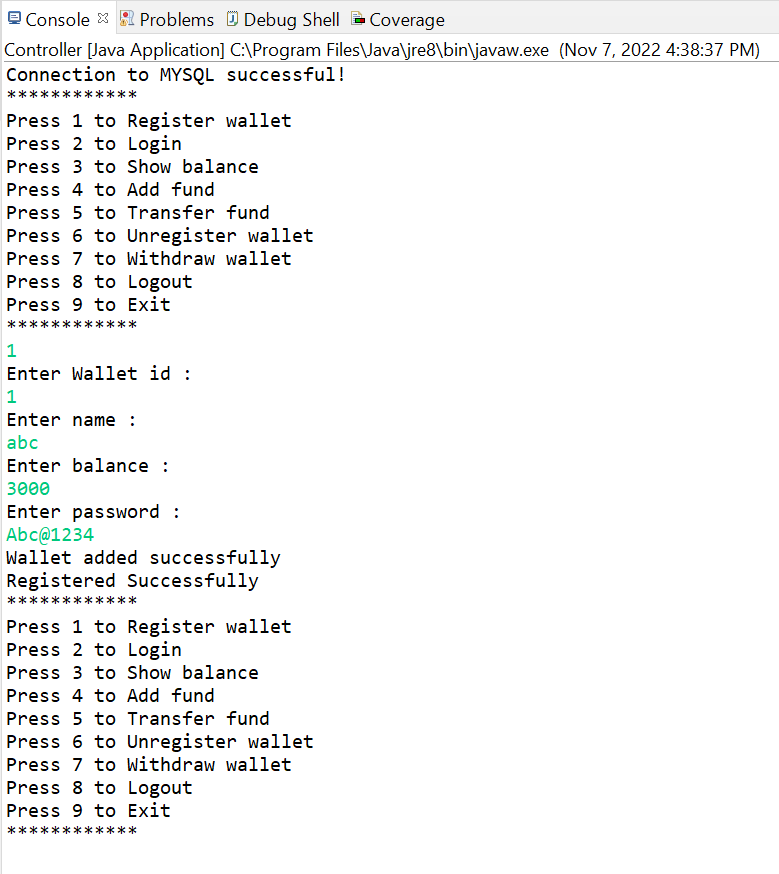 Console Problems Debug Shell Coverage
Controller [Java Application] C:\Program Files\Java\jre8\bin\javaw.exe (Nov 7, 2022 4:38:37 PM)
Connection to MYSQL successful!
************
Press 1 to Register wallet
Press 2 to Login
Press 3 to Show balance
Press 4 to Add fund
Press 5 to Transfer fund
Press 6 to Unregister wallet
Press 7 to Withdraw wallet
Press 8 to Logout
Press 9 to Exit
************
1
Enter Wallet id :
1
Enter name :
abc
Enter balance :
3000
Enter password :
Abc@1234
Wallet added successfully
Registered Successfully
************
Press 1 to Register wallet
Press 2 to Login
Press 3 to Show balance
Press 4 to Add fund
Press 5 to Transfer fund
Press 6 to Unregister wallet
Press 7 to Withdraw wallet
Press 8 to Logout
Press 9 to Exit
************